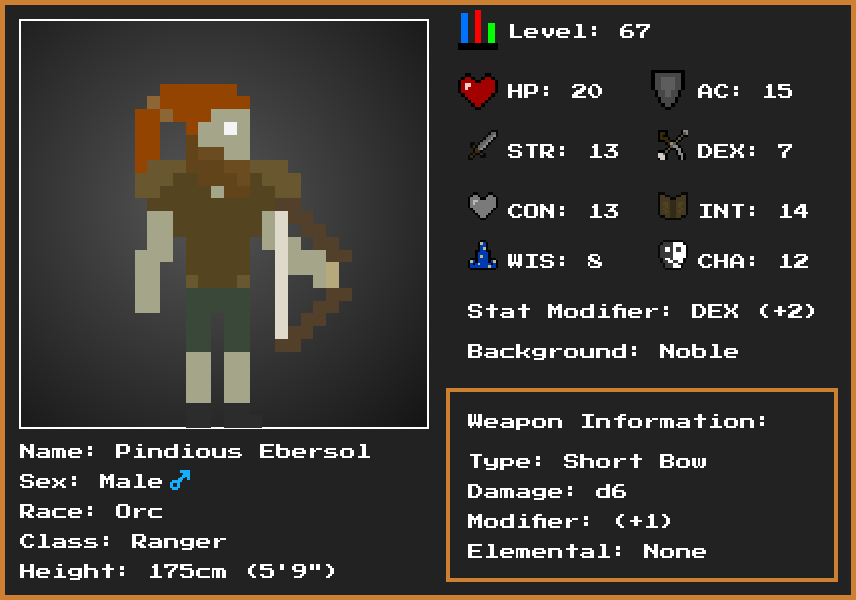 Level: 67
HP: 20 AC: 15
STR: 13 DEX: 7
CON: 13 INT: 14
WIS: 8 CHA: 12
Stat Modifier: DEX (+2)
Background: Noble
Weapon Information:
Type: Short Bow
Damage: d6
Modifier: (+1)
Elemental: None
Name: Pindious Ebersol
Sex: Male ♂
Race: Orc
Class: Ranger
Height: 175cm (5'9")